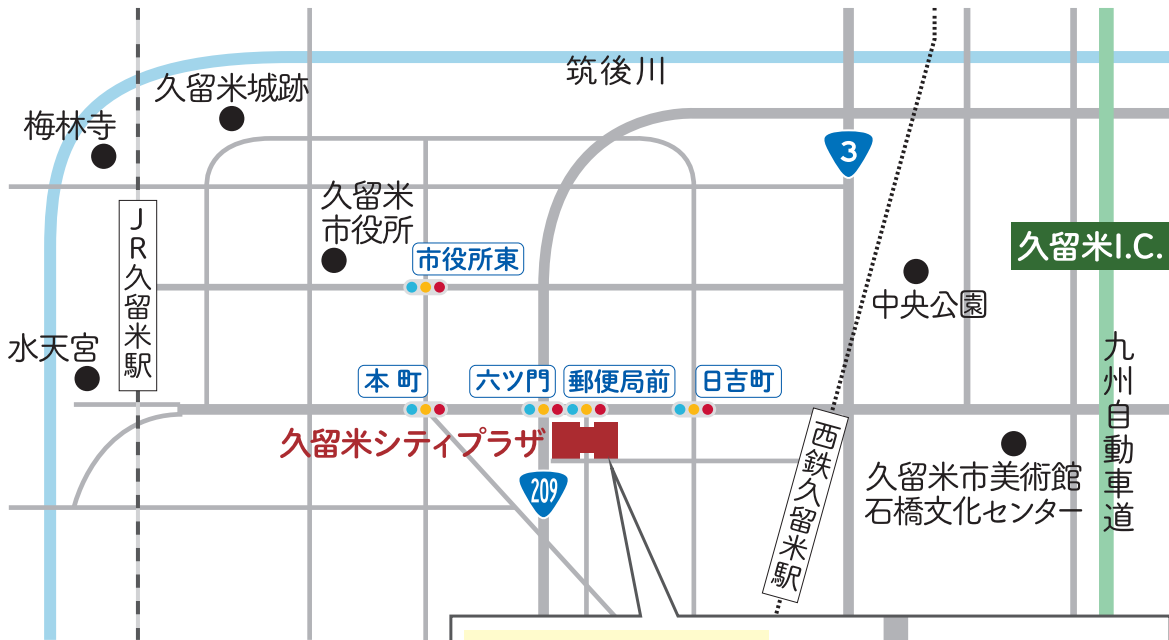 筑後川
久留米城跡
梅林寺
3
久留米
市役所
JR久留米駅
市役所東
久留米I.C.
中央公園
水天宮
九州自動車道
本町
六ツ門
郵便局前
日吉町
久留米シティプラザ
西鉄久留米駅
209
久留米市美術館
石橋文化センター